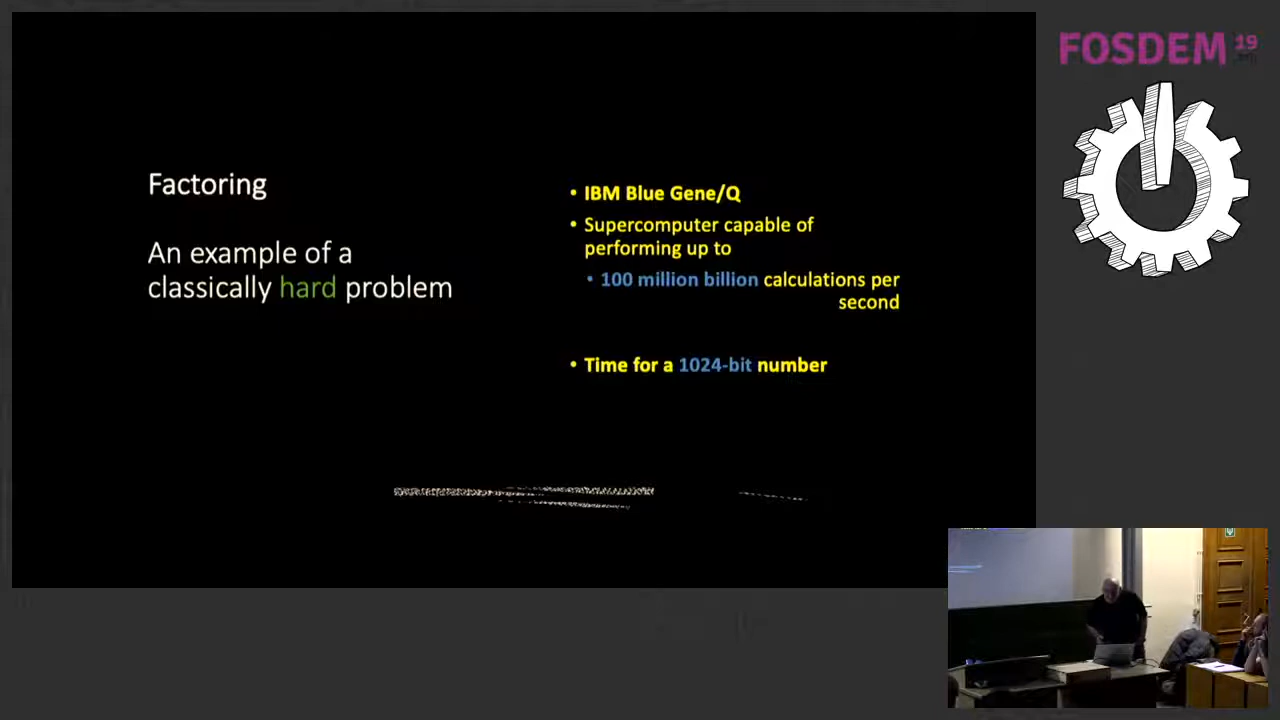 FOSDEM 19
.org
Factoring
An example of a
classically hard problem
• IBM Blue Gene/Q
• Supercomputer capable of
performing up to
• 100 million billion calculations per
second
• Time for a 1024-bit number